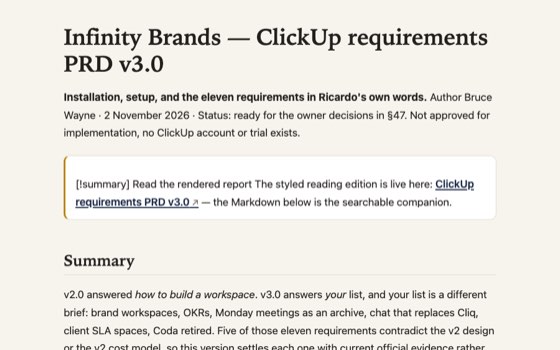 Infinity Brands — ClickUp requirements
PRD v3.0
Installation, setup, and the eleven requirements in Ricardo's own words. Author Bruce
Wayne · 2 November 2026 · Status: ready for the owner decisions in §47. Not approved for
implementation, no ClickUp account or trial exists.
[!summary] Read the rendered report The styled reading edition is live here: ClickUp
requirements PRD v3.0 ↗ — the Markdown below is the searchable companion.
Summary
v2.0 answered how to build a workspace. v3.0 answers your list, and your list is a different
brief: brand workspaces, OKRs, Monday meetings as an archive, chat that replaces Cliq,
client SLA spaces, Coda retired. Five of those eleven requirements contradict the v2 design
or the v2 cost model, so this version settles each one with current official evidence rather